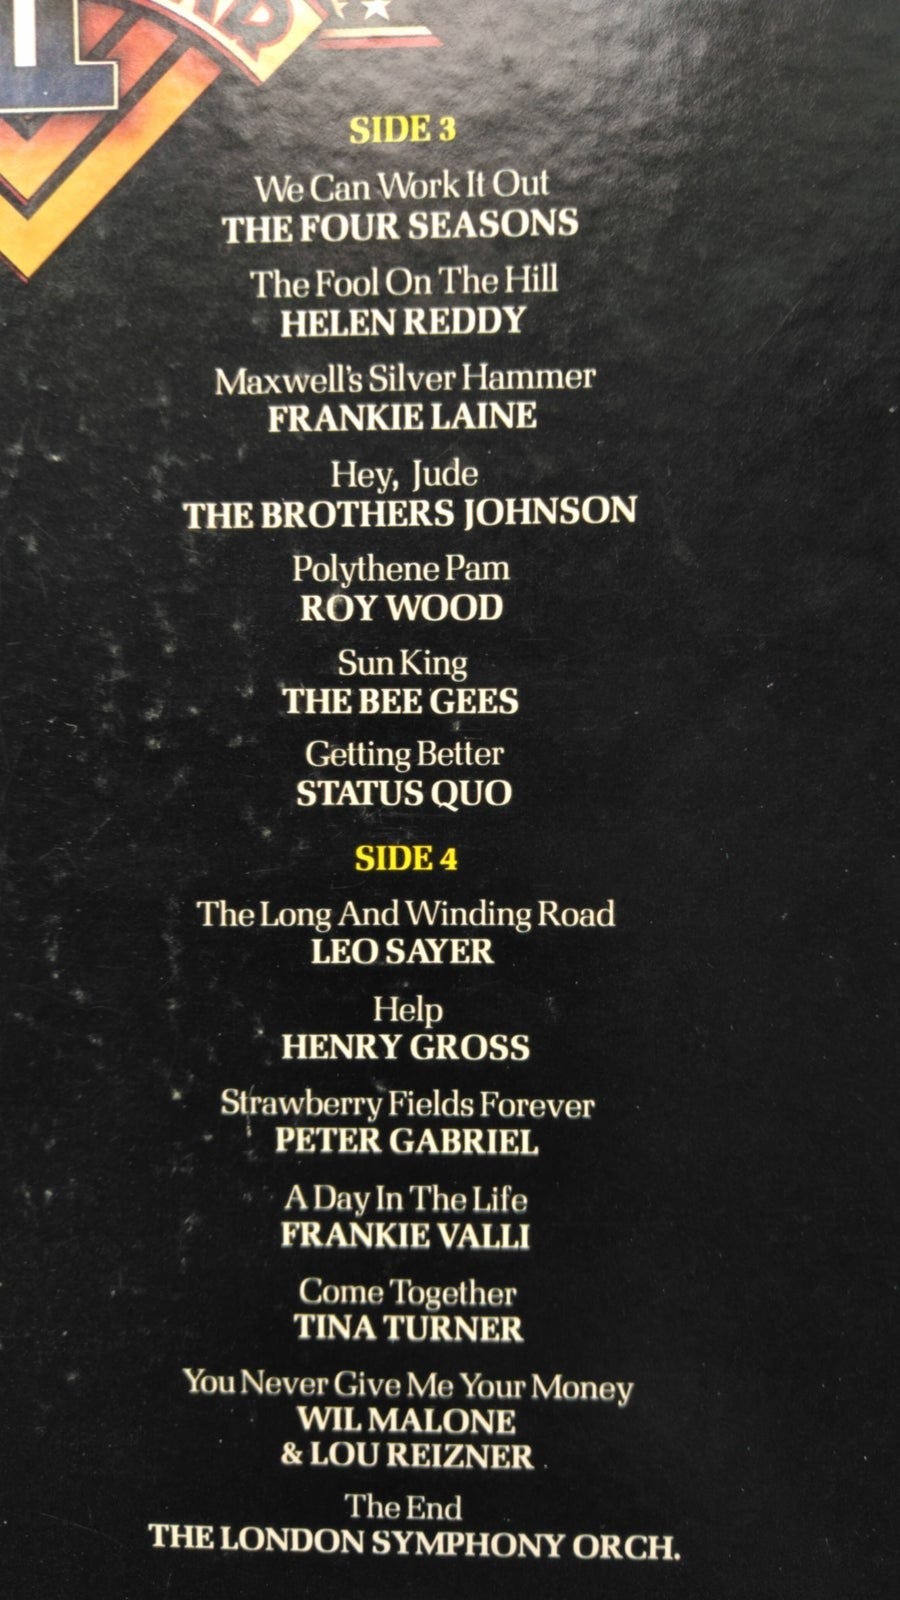 SIDE 3
We Can Work It Out
THE FOUR SEASONS
The Fool On The Hill
HELEN REDDY
Maxwell's Silver Hammer
FRANKIE LAINE
Hey, Jude
THE BROTHERS JOHNSON
Polythene Pam
ROY WOOD
Sun King
THE BEE GEES
Getting Better
STATUS QUO
SIDE 4
The Long And Winding Road
LEO SAYER
Help
HENRY GROSS
Strawberry Fields Forever
PETER GABRIEL
A Day In The Life
FRANKIE VALLI
Come Together
TINA TURNER
You Never Give Me Your Money
WIL MALONE
& LOU REIZNER
The End
THE LONDON SYMPHONY ORCH.